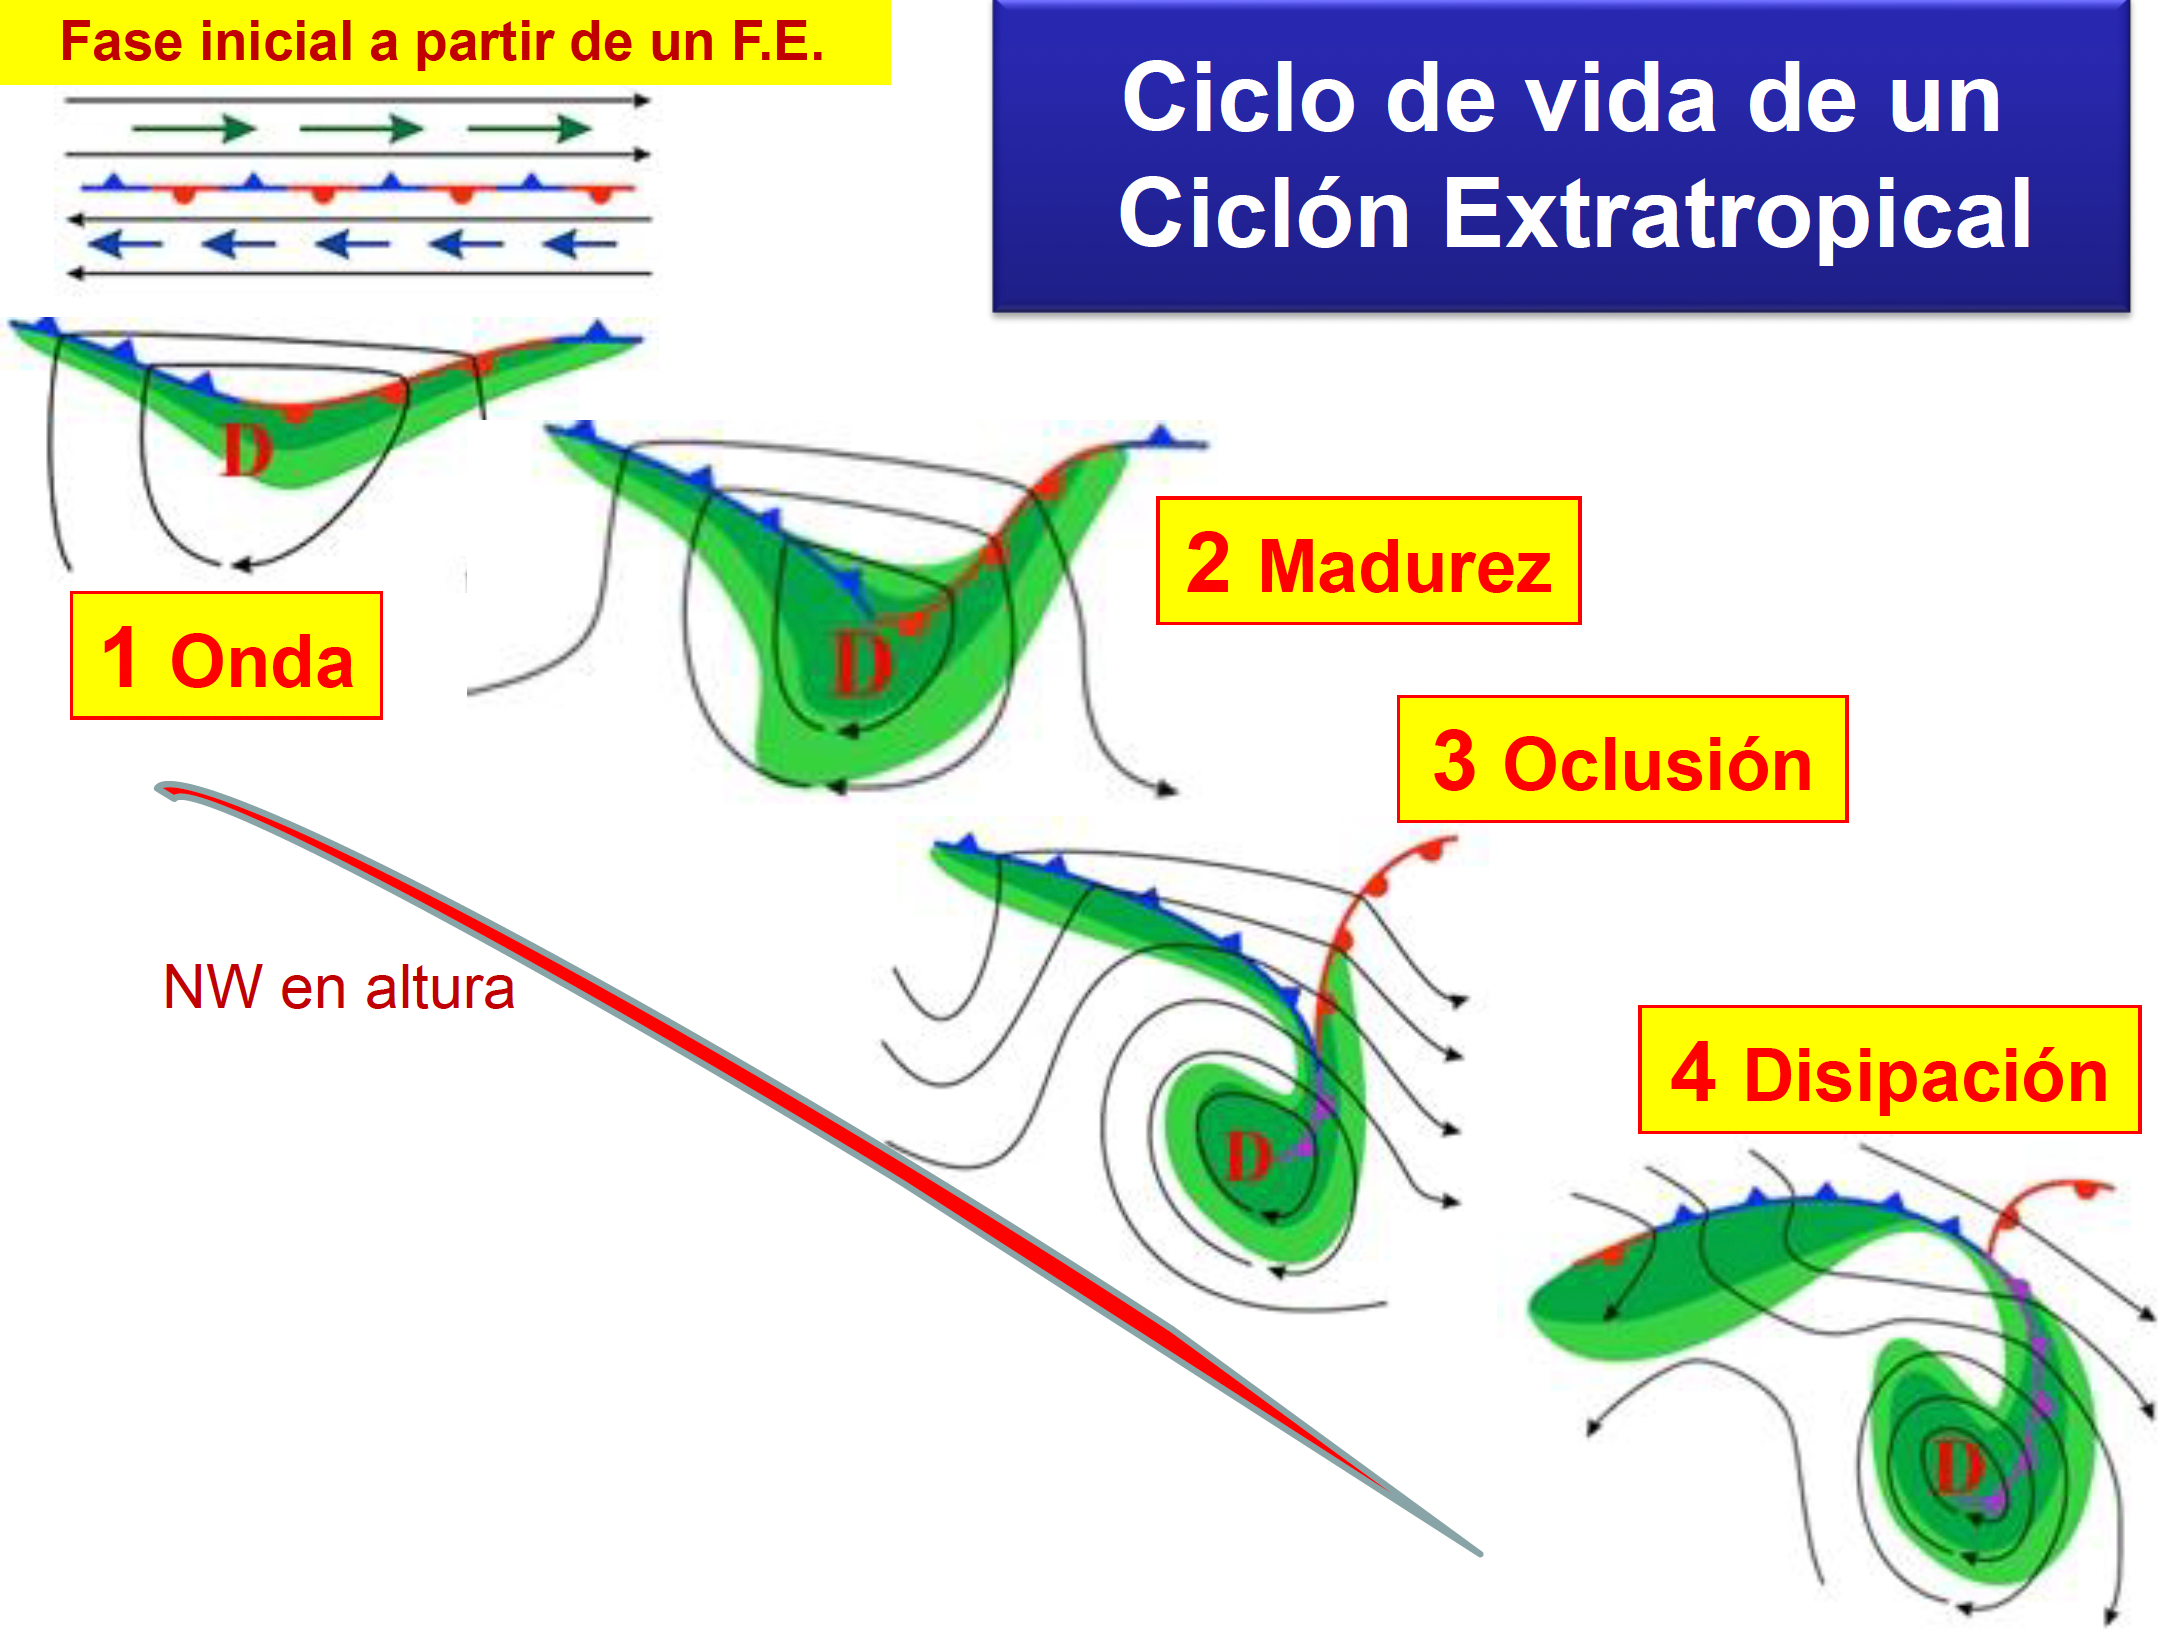 Fase inicial a partir de un F.E.
Ciclo de vida de un
Ciclón Extratropical
D
1 Onda
D
2 Madurez
3 Oclusión
NW en altura
D
4 Disipación
D